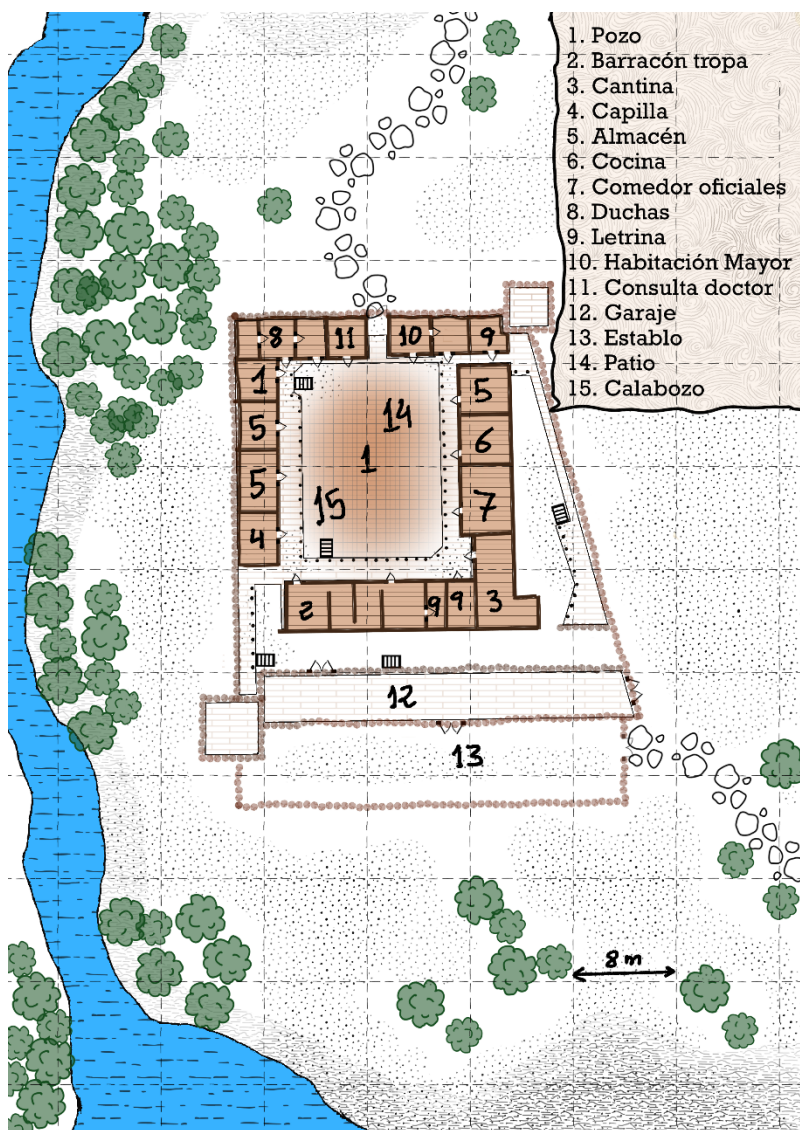 1. Pozo
2. Barracón tropa
3. Cantina
4. Capilla
5. Almacén
6. Cocina
7. Comedor oficiales
8. Duchas
9. Letrina
10. Habitación Mayor
11. Consulta doctor
12. Garaje
13. Establo
14. Patio
15. Calabozo
8 11 10 9
1 5
14
5 6
1
5 15 7
4
2 9 9 3
12
13
8 m